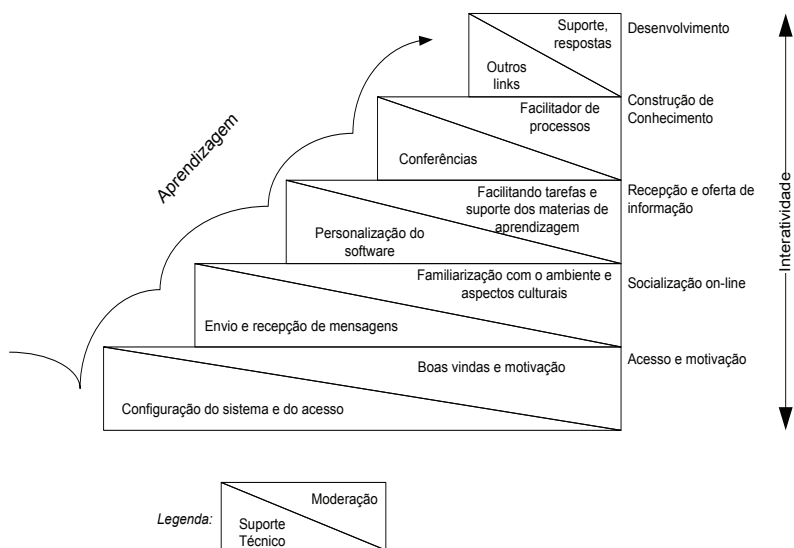 Suporte,
respostas
Desenvolvimento
Outros
links
Facilitador de
processos
Construção de
Conhecimento
Conferências
Aprendizagem
Facilitando tarefas e
suporte dos materias de
aprendizagem
Recepção e oferta de
informação
Personalização do
software
Interatividade
Familiarização com o ambiente e
aspectos culturais
Socialização on-line
Envio e recepção de mensagens
Boas vindas e motivação
Acesso e motivação
Configuração do sistema e do acesso
Legenda:
Moderação
Suporte
Técnico